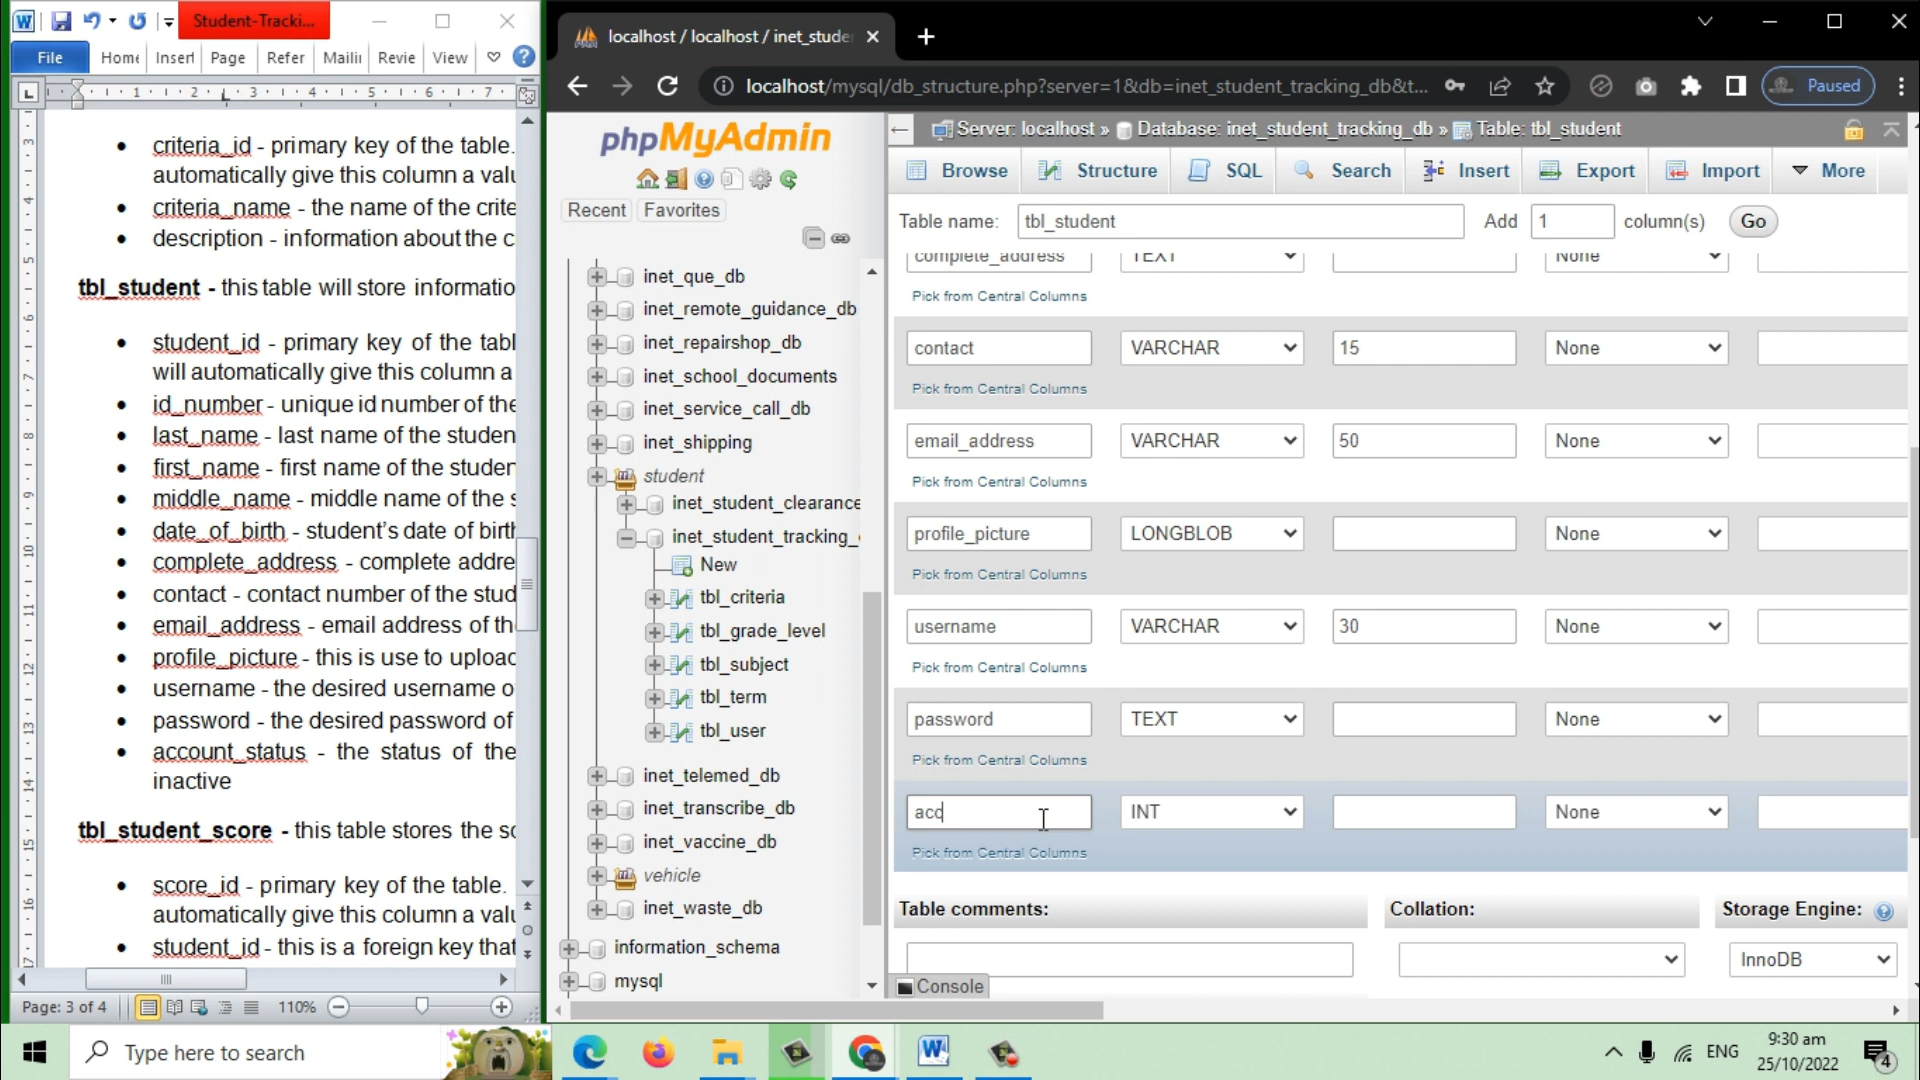 Student-Tracki...
File Home Insert Page Refer Mailii Revie View
criteria_id - primary key of the table.
automatically give this column a valu
criteria_name - the name of the crite
description - information about the c
tbl_student - this table will store informatio
student_id - primary key of the tabl
will automatically give this column a
id_number - unique id number of the
last_name - last name of the studen
first_name - first name of the studen
middle_name - middle name of the s
date_of_birth - student's date of birth
complete_address - complete addre
contact - contact number of the stud
email_address - email address of the
profile_picture - this is use to upload
username - the desired username o
password - the desired password of
account_status - the status of the
inactive
tbl_student_score - this table stores the sc
score_id - primary key of the table.
automatically give this column a valu
student_id - this is a foreign key that
Page: 3 of 4 110%
localhost / localhost / inet_stude
localhost/mysql/db_structure.php?server=1&db=inet_student_tracking_db&t... Paused
phpMyAdmin
Recent Favorites
inet_que_db
inet_remote_guidance_db
inet_repairshop_db
inet_school_documents
inet_service_call_db
inet_shipping
student
inet_student_clearance
inet_student_tracking_
New
tbl_criteria
tbl_grade_level
tbl_subject
tbl_term
tbl_user
inet_telemed_db
inet_transcribe_db
inet_vaccine_db
vehicle
inet_waste_db
information_schema
mysql
Server: localhost » Database: inet_student_tracking_db » Table: tbl_student
Browse Structure SQL Search Insert Export Import More
Table name: tbl_student Add 1 column(s) Go
complete_address TEXT None
Pick from Central Columns
contact VARCHAR 15 None
Pick from Central Columns
email_address VARCHAR 50 None
Pick from Central Columns
profile_picture LONGBLOB None
Pick from Central Columns
username VARCHAR 30 None
Pick from Central Columns
password TEXT None
Pick from Central Columns
acc INT None
Pick from Central Columns
Table comments: Collation: Storage Engine:
InnoDB
Console
Type here to search
ENG 9:30 am
25/10/2022 4